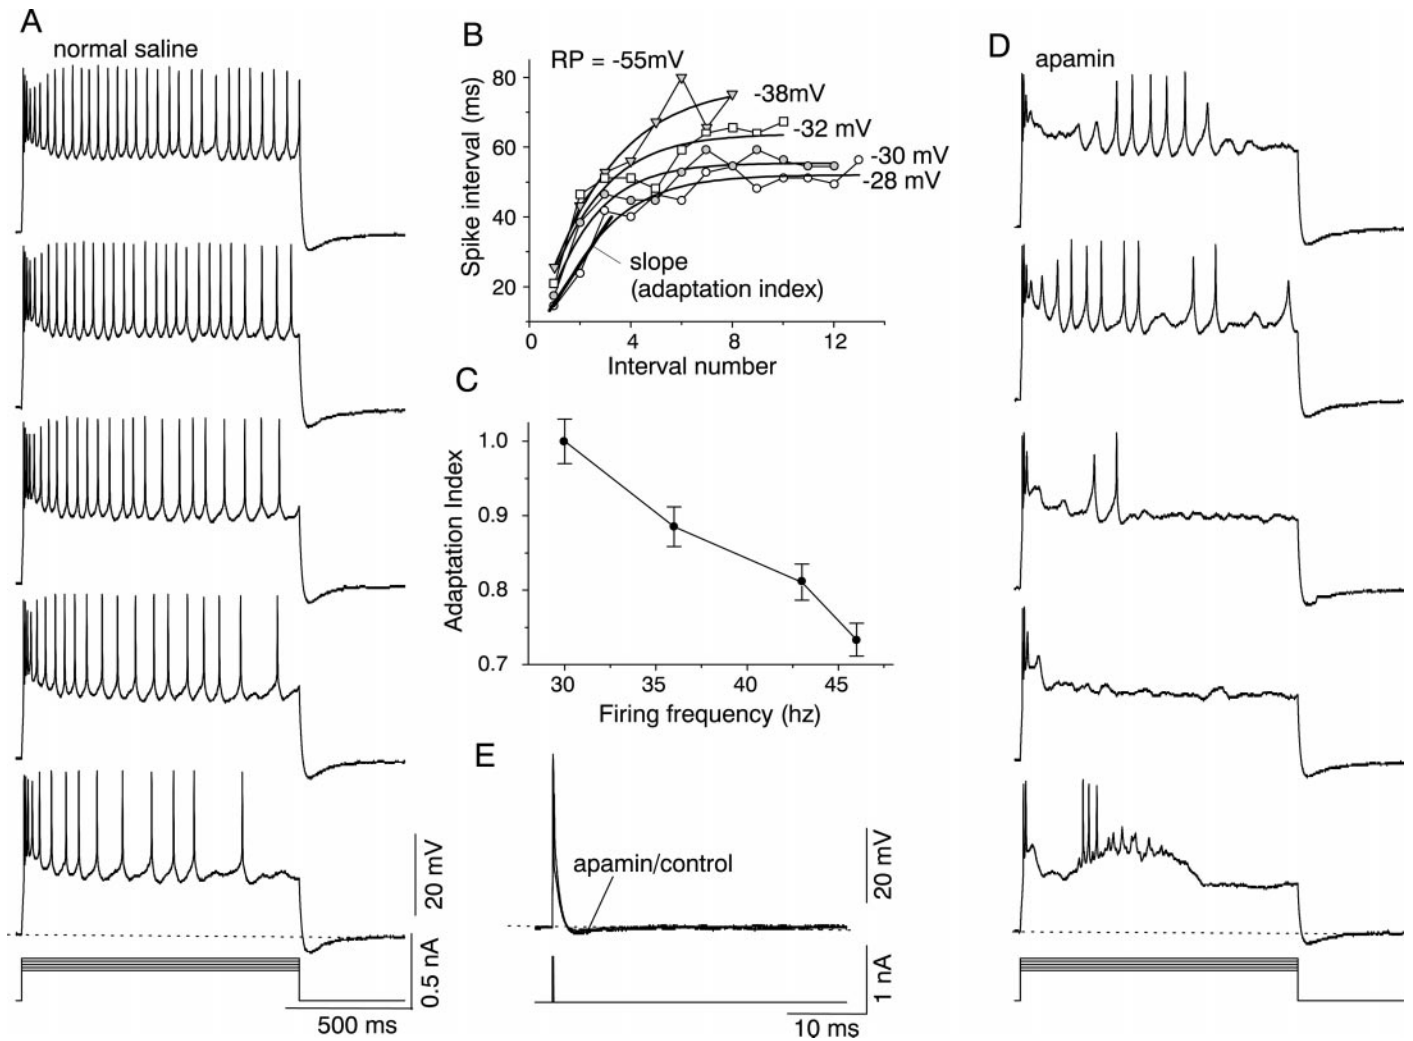 A
normal saline
20 mV
0.5 nA
500 ms
B
RP = -55mV
-38mV
-32 mV
-30 mV
-28 mV
80
60
40
20
Spike interval (ms)
slope
(adaptation index)
0
4
8
12
Interval number
C
1.0
0.9
0.8
0.7
Adaptation Index
30
35
40
45
Firing frequency (hz)
E
apamin/control
20 mV
1 nA
10 ms
D
apamin